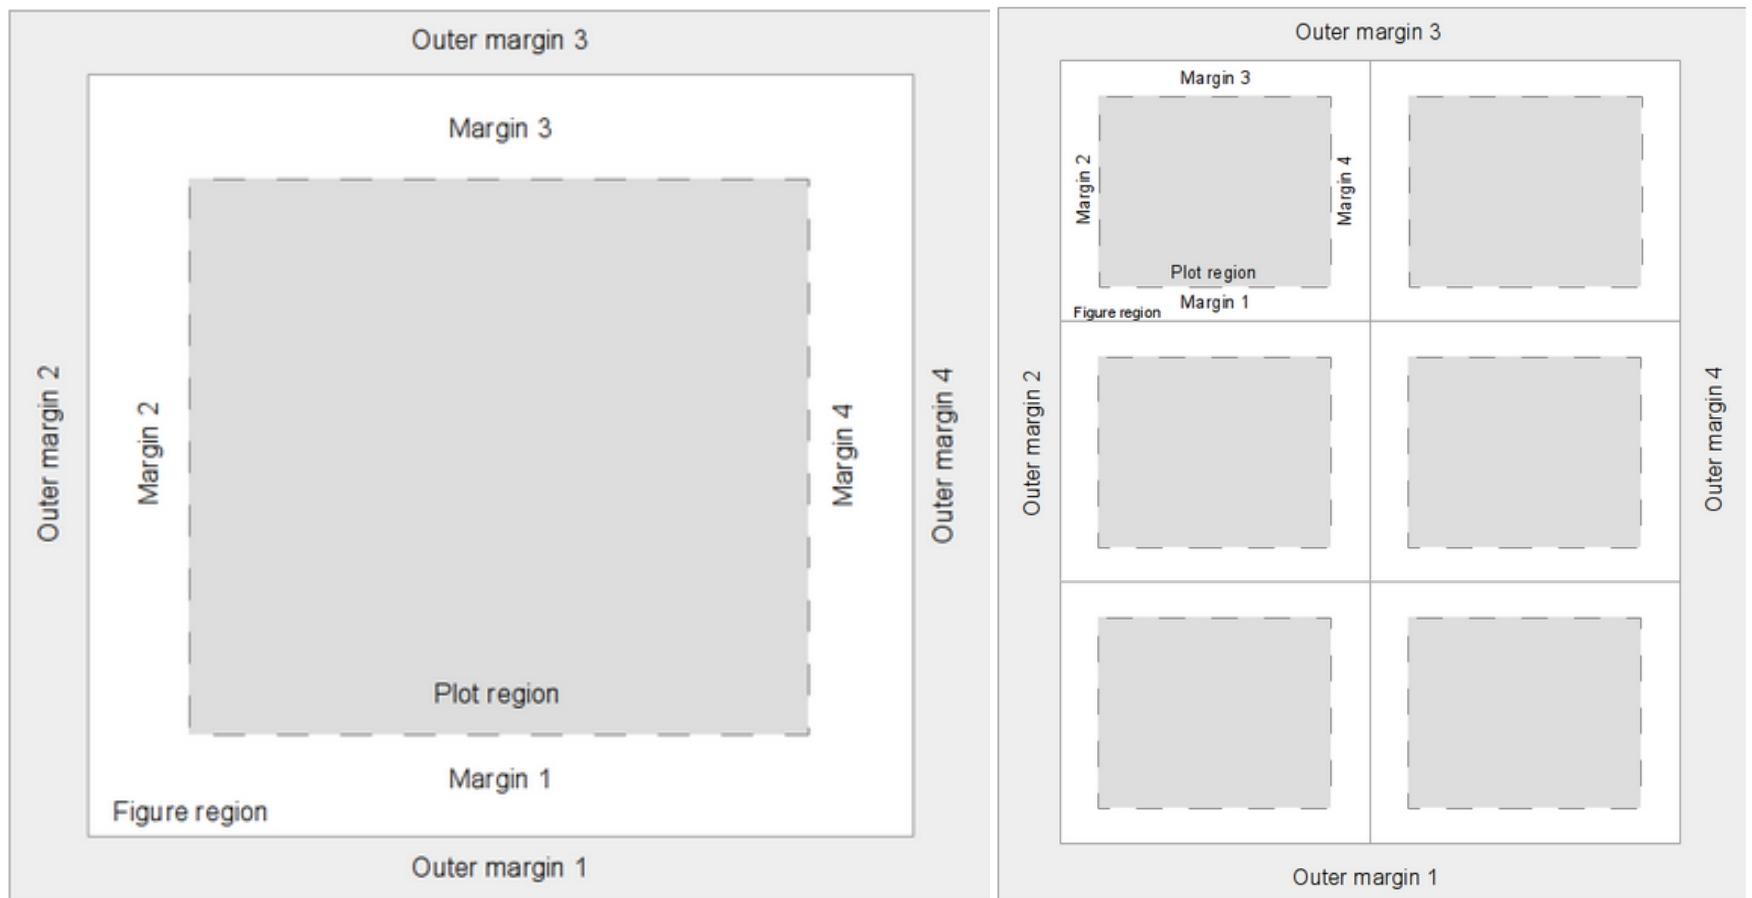 Outer margin 3
Margin 3
Outer margin 2
Margin 2
Margin 4
Outer margin 4
Plot region
Margin 1
Figure region
Outer margin 1
Outer margin 3
Margin 3
Margin 2
Margin 4
Plot region
Margin 1
Figure region
Outer margin 2
Outer margin 4
Outer margin 1